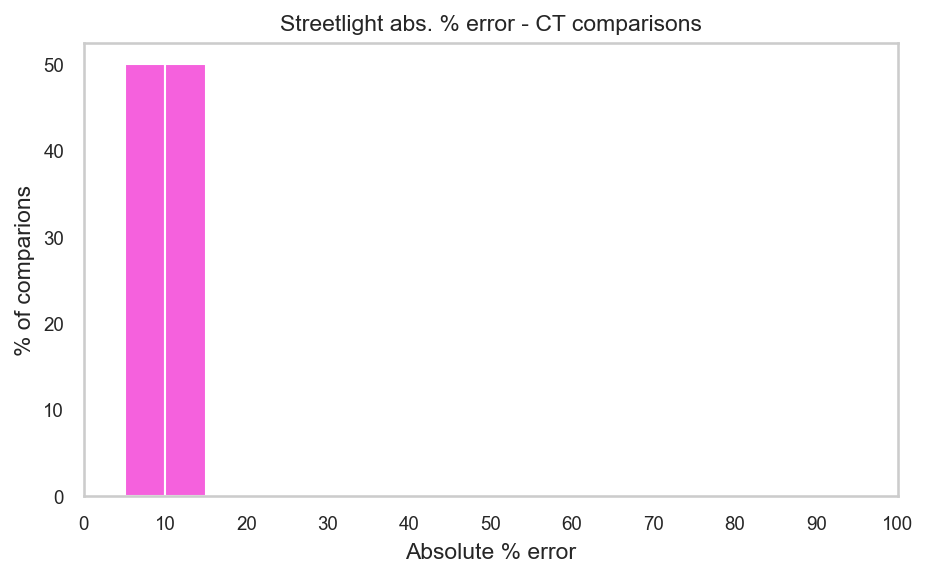 Streetlight abs. % error - CT comparisons
50
40
30
20
10
0
% of comparions
0 10 20 30 40 50 60 70 80 90 100
Absolute % error